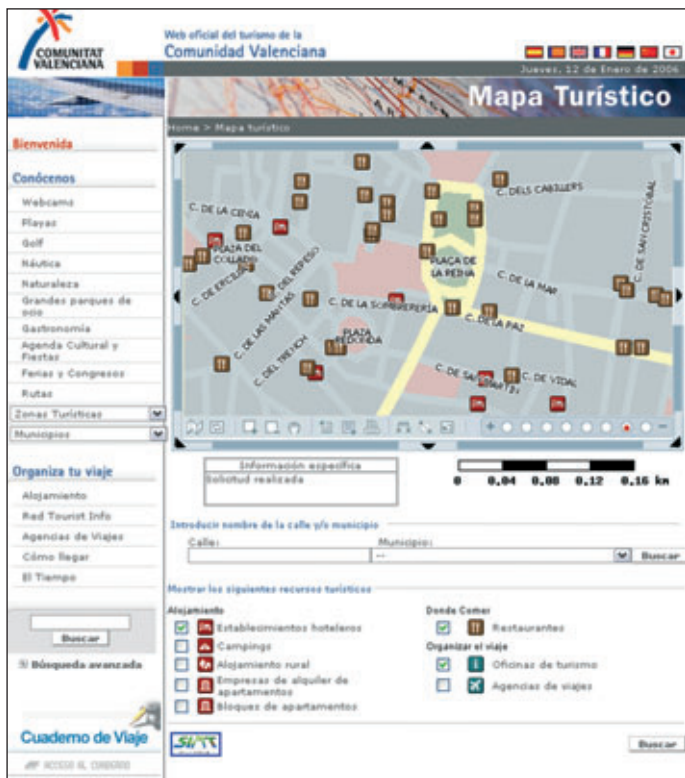 COMUNITAT
VALENCIANA
Web oficial del turismo de la
Comunidad Valenciana
Jueves, 12 de Enero de 2006
Mapa Turístico
Home > Mapa turístico
Bienvenida
Conócenos
Webcams
Playas
Golf
Náutica
Naturaleza
Grandes parques de
ocio
Gastronomía
Agenda Cultural y
Fiestas
Ferias y Congresos
Rutas
Zonas Turísticas
Municipios
Organiza tu viaje
Alojamiento
Red Tourist Info
Agencias de Viajes
Cómo llegar
El Tiempo
Buscar
Búsqueda avanzada
Cuaderno de Viaje
ACCESO AL CUADERNO
C. DELS CABILLERS
C. DE SAN CRISTOBAL
C. DE LA CENIA
PLAZA DEL
COLLADO
C. DE ERCILLA
C. DEL REPESO
PLAÇA DE
LA REINA
C. DE LA MAR
C. DE LAS MANTAS
C. DE LA SOMBRERERÍA
C. DE LA PAZ
PLAZA
REDONDA
C. DEL TRENCH
C. DE SAN MARTIN
C. DE VIDAL
Información específica
Solicitud realizada
0 0.04 0.08 0.12 0.16 km
Introducir nombre de la calle y/o municipio
Calle: Municipio:
-- Buscar
Mostrar los siguientes recursos turísticos
Alojamiento
Establecimientos hoteleros
Campings
Alojamiento rural
Empresas de alquiler de
apartamentos
Bloques de apartamentos
Donde Comer
Restaurantes
Organizar el viaje
Oficinas de turismo
Agencias de viajes
Buscar